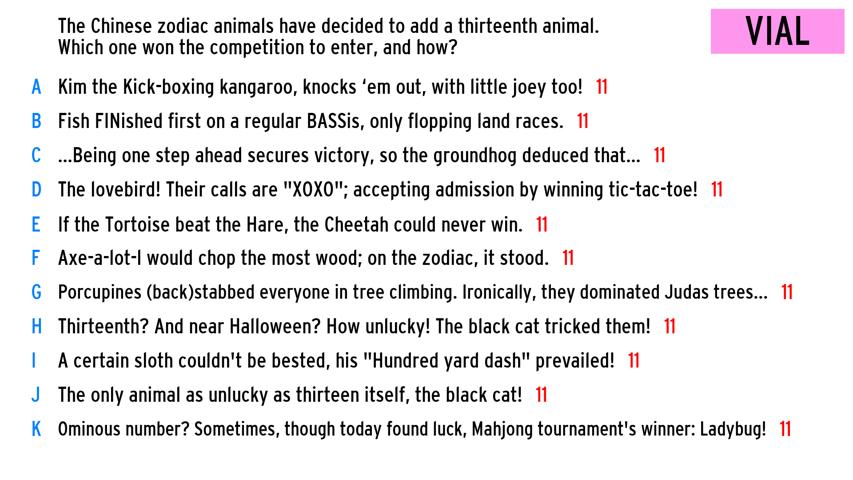 The Chinese zodiac animals have decided to add a thirteenth animal.
Which one won the competition to enter, and how?
VIAL
A Kim the Kick-boxing kangaroo, knocks ‘em out, with little joey too! 11
B Fish FINished first on a regular BASSis, only flopping land races. 11
C ...Being one step ahead secures victory, so the groundhog deduced that... 11
D The lovebird! Their calls are "XOXO"; accepting admission by winning tic-tac-toe! 11
E If the Tortoise beat the Hare, the Cheetah could never win. 11
F Axe-a-lot-l would chop the most wood; on the zodiac, it stood. 11
G Porcupines (back)stabbed everyone in tree climbing. Ironically, they dominated Judas trees... 11
H Thirteenth? And near Halloween? How unlucky! The black cat tricked them! 11
I A certain sloth couldn't be bested, his "Hundred yard dash" prevailed! 11
J The only animal as unlucky as thirteen itself, the black cat! 11
K Ominous number? Sometimes, though today found luck, Mahjong tournament's winner: Ladybug! 11